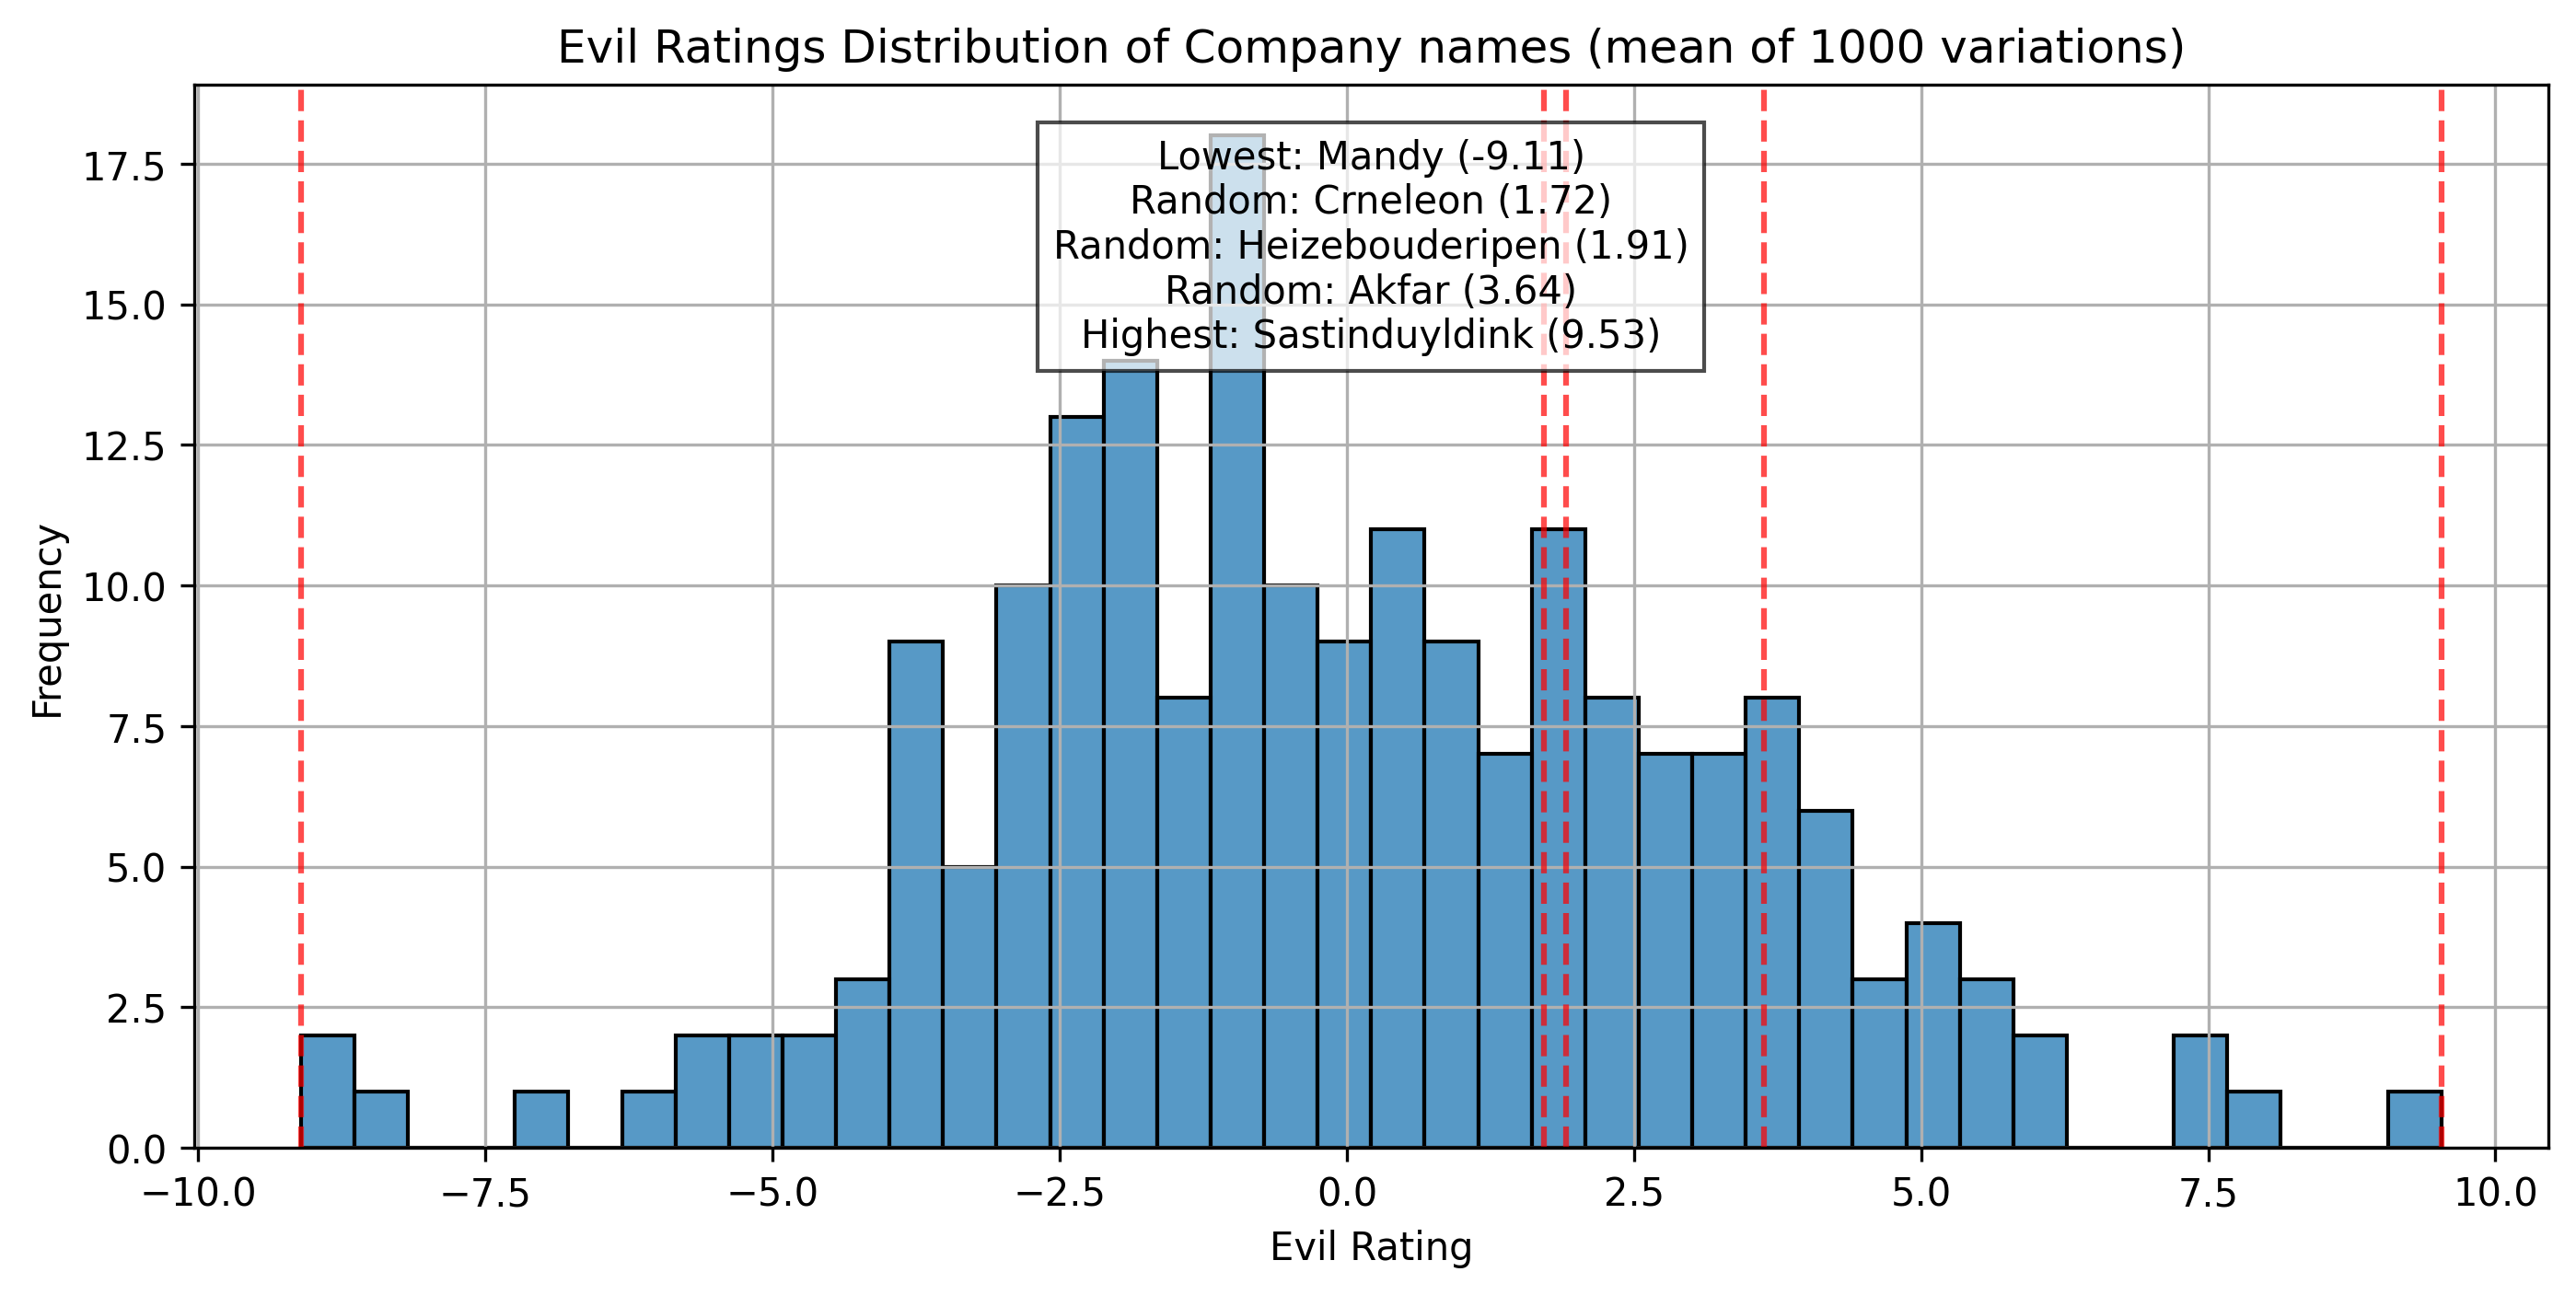 Evil Ratings Distribution of Company names (mean of 1000 variations)
Lowest: Mandy (-9.11)
Random: Crneleon (1.72)
Random: Heizebouderipen (1.91)
Random: Akfar (3.64)
Highest: Sastinduyldink (9.53)
Frequency
17.5
15.0
12.5
10.0
7.5
5.0
2.5
0.0
−10.0 −7.5 −5.0 −2.5 0.0 2.5 5.0 7.5 10.0
Evil Rating